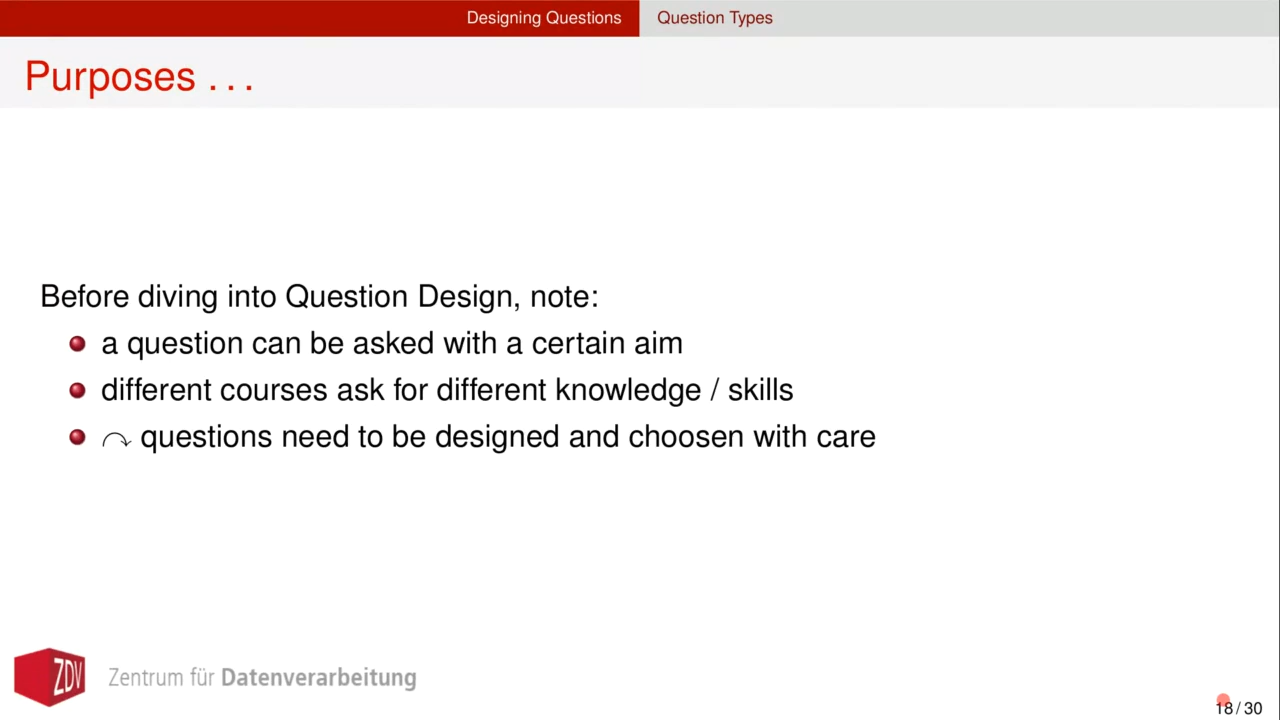 Designing Questions Question Types
Purposes . . .
Before diving into Question Design, note:
a question can be asked with a certain aim
different courses ask for different knowledge / skills
↷ questions need to be designed and choosen with care
ZDV Zentrum für Datenverarbeitung
18 / 30